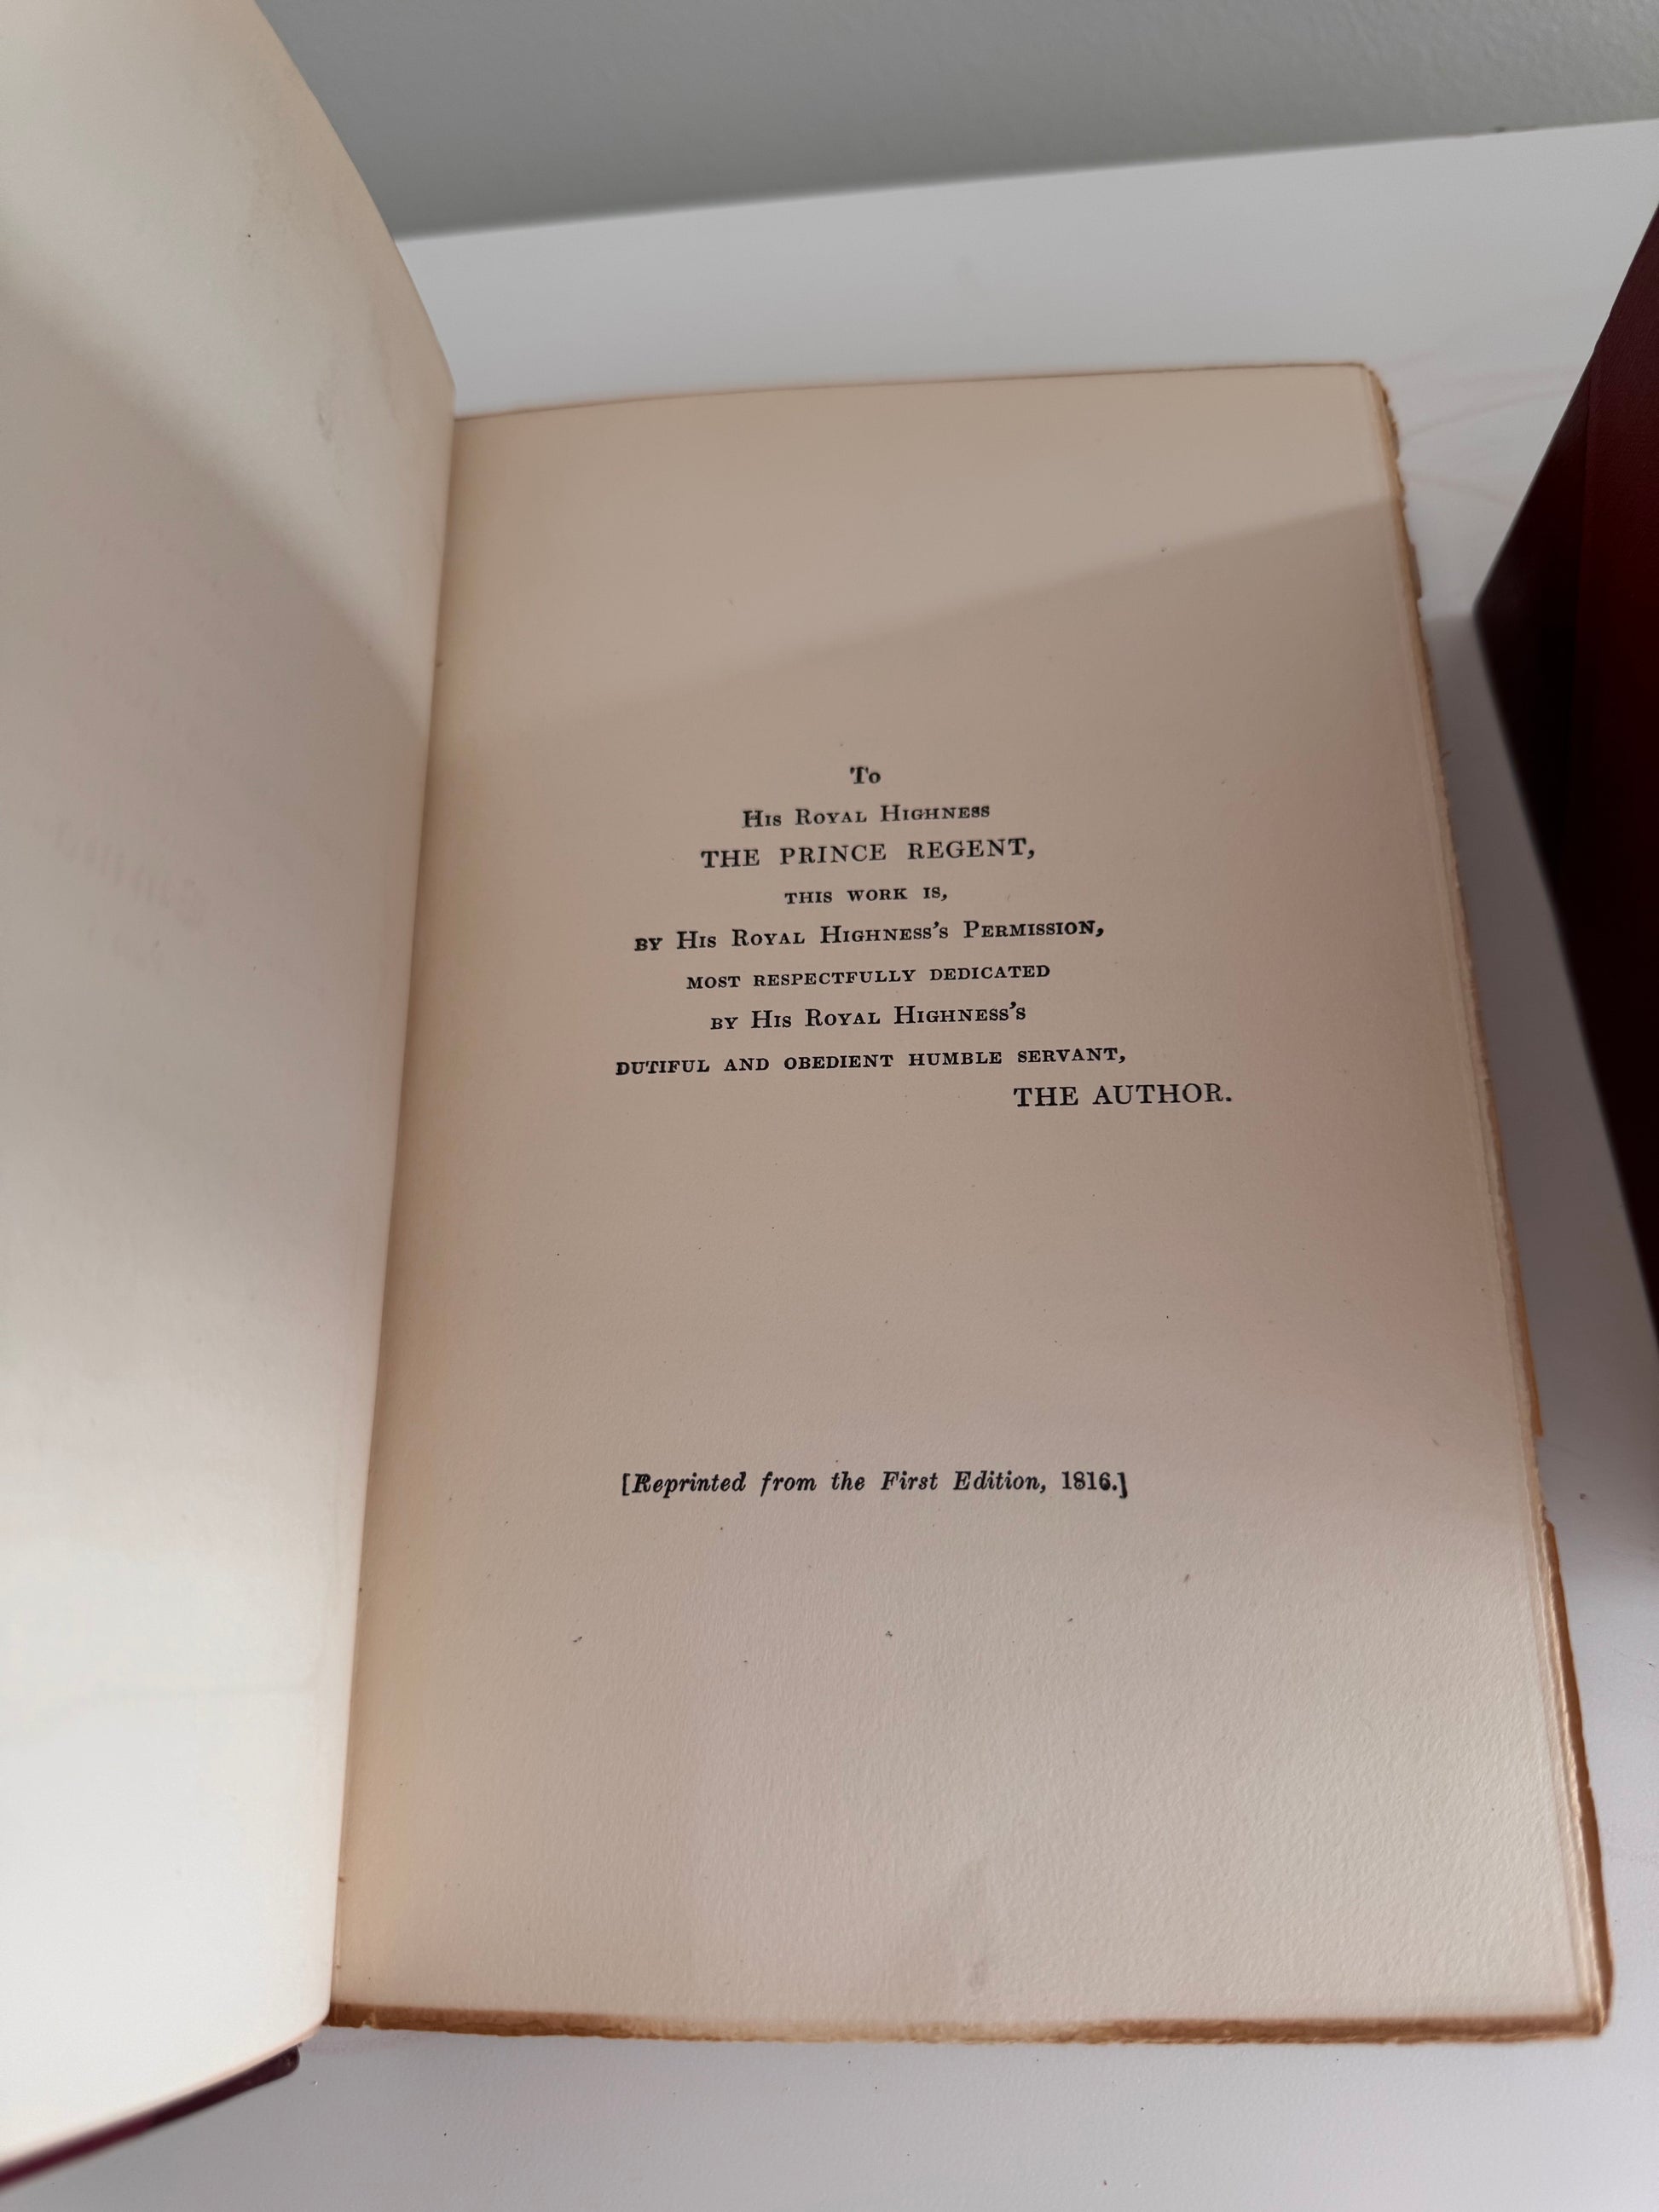 To
His Royal Highness
THE PRINCE REGENT,
THIS WORK IS,
BY His Royal Highness's Permission,
MOST RESPECTFULLY DEDICATED
BY His Royal Highness's
DUTIFUL AND OBEDIENT HUMBLE SERVANT,
THE AUTHOR.
[Reprinted from the First Edition, 1816.]